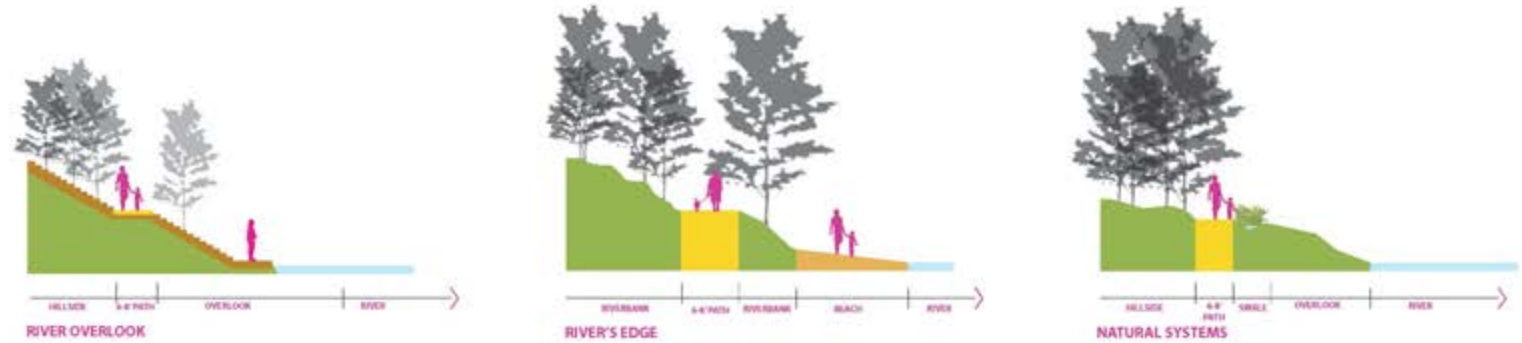 HILLSIDE 6-8' PATH OVERLOOK RIVER
RIVER OVERLOOK
RIVERBANK 6-8' PATH RIVERBANK BEACH RIVER
RIVER'S EDGE
HILLSIDE 6-8' PATH OVERLOOK RIVER
NATURAL SYSTEMS